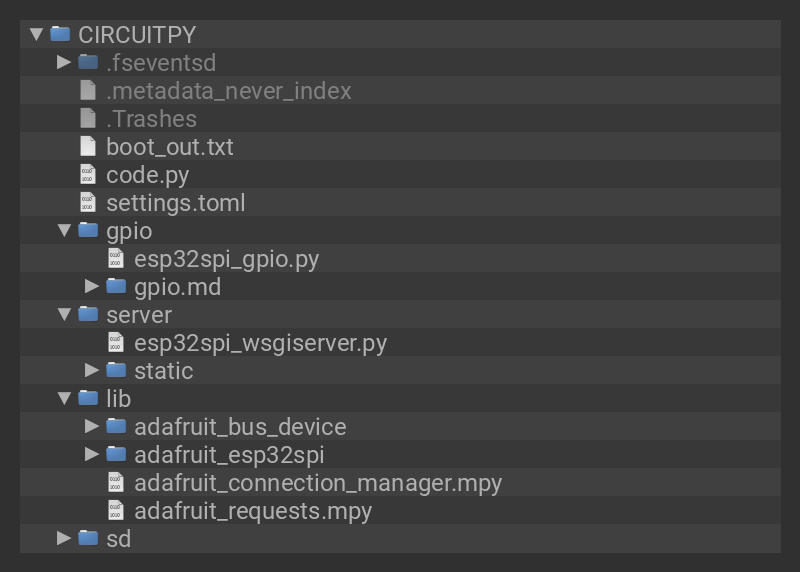 CIRCUITPY
.fseventsd
.metadata_never_index
.Trashes
boot_out.txt
code.py
settings.toml
gpio
esp32spi_gpio.py
gpio.md
server
esp32spi_wsgiserver.py
static
lib
adafruit_bus_device
adafruit_esp32spi
adafruit_connection_manager.mpy
adafruit_requests.mpy
sd